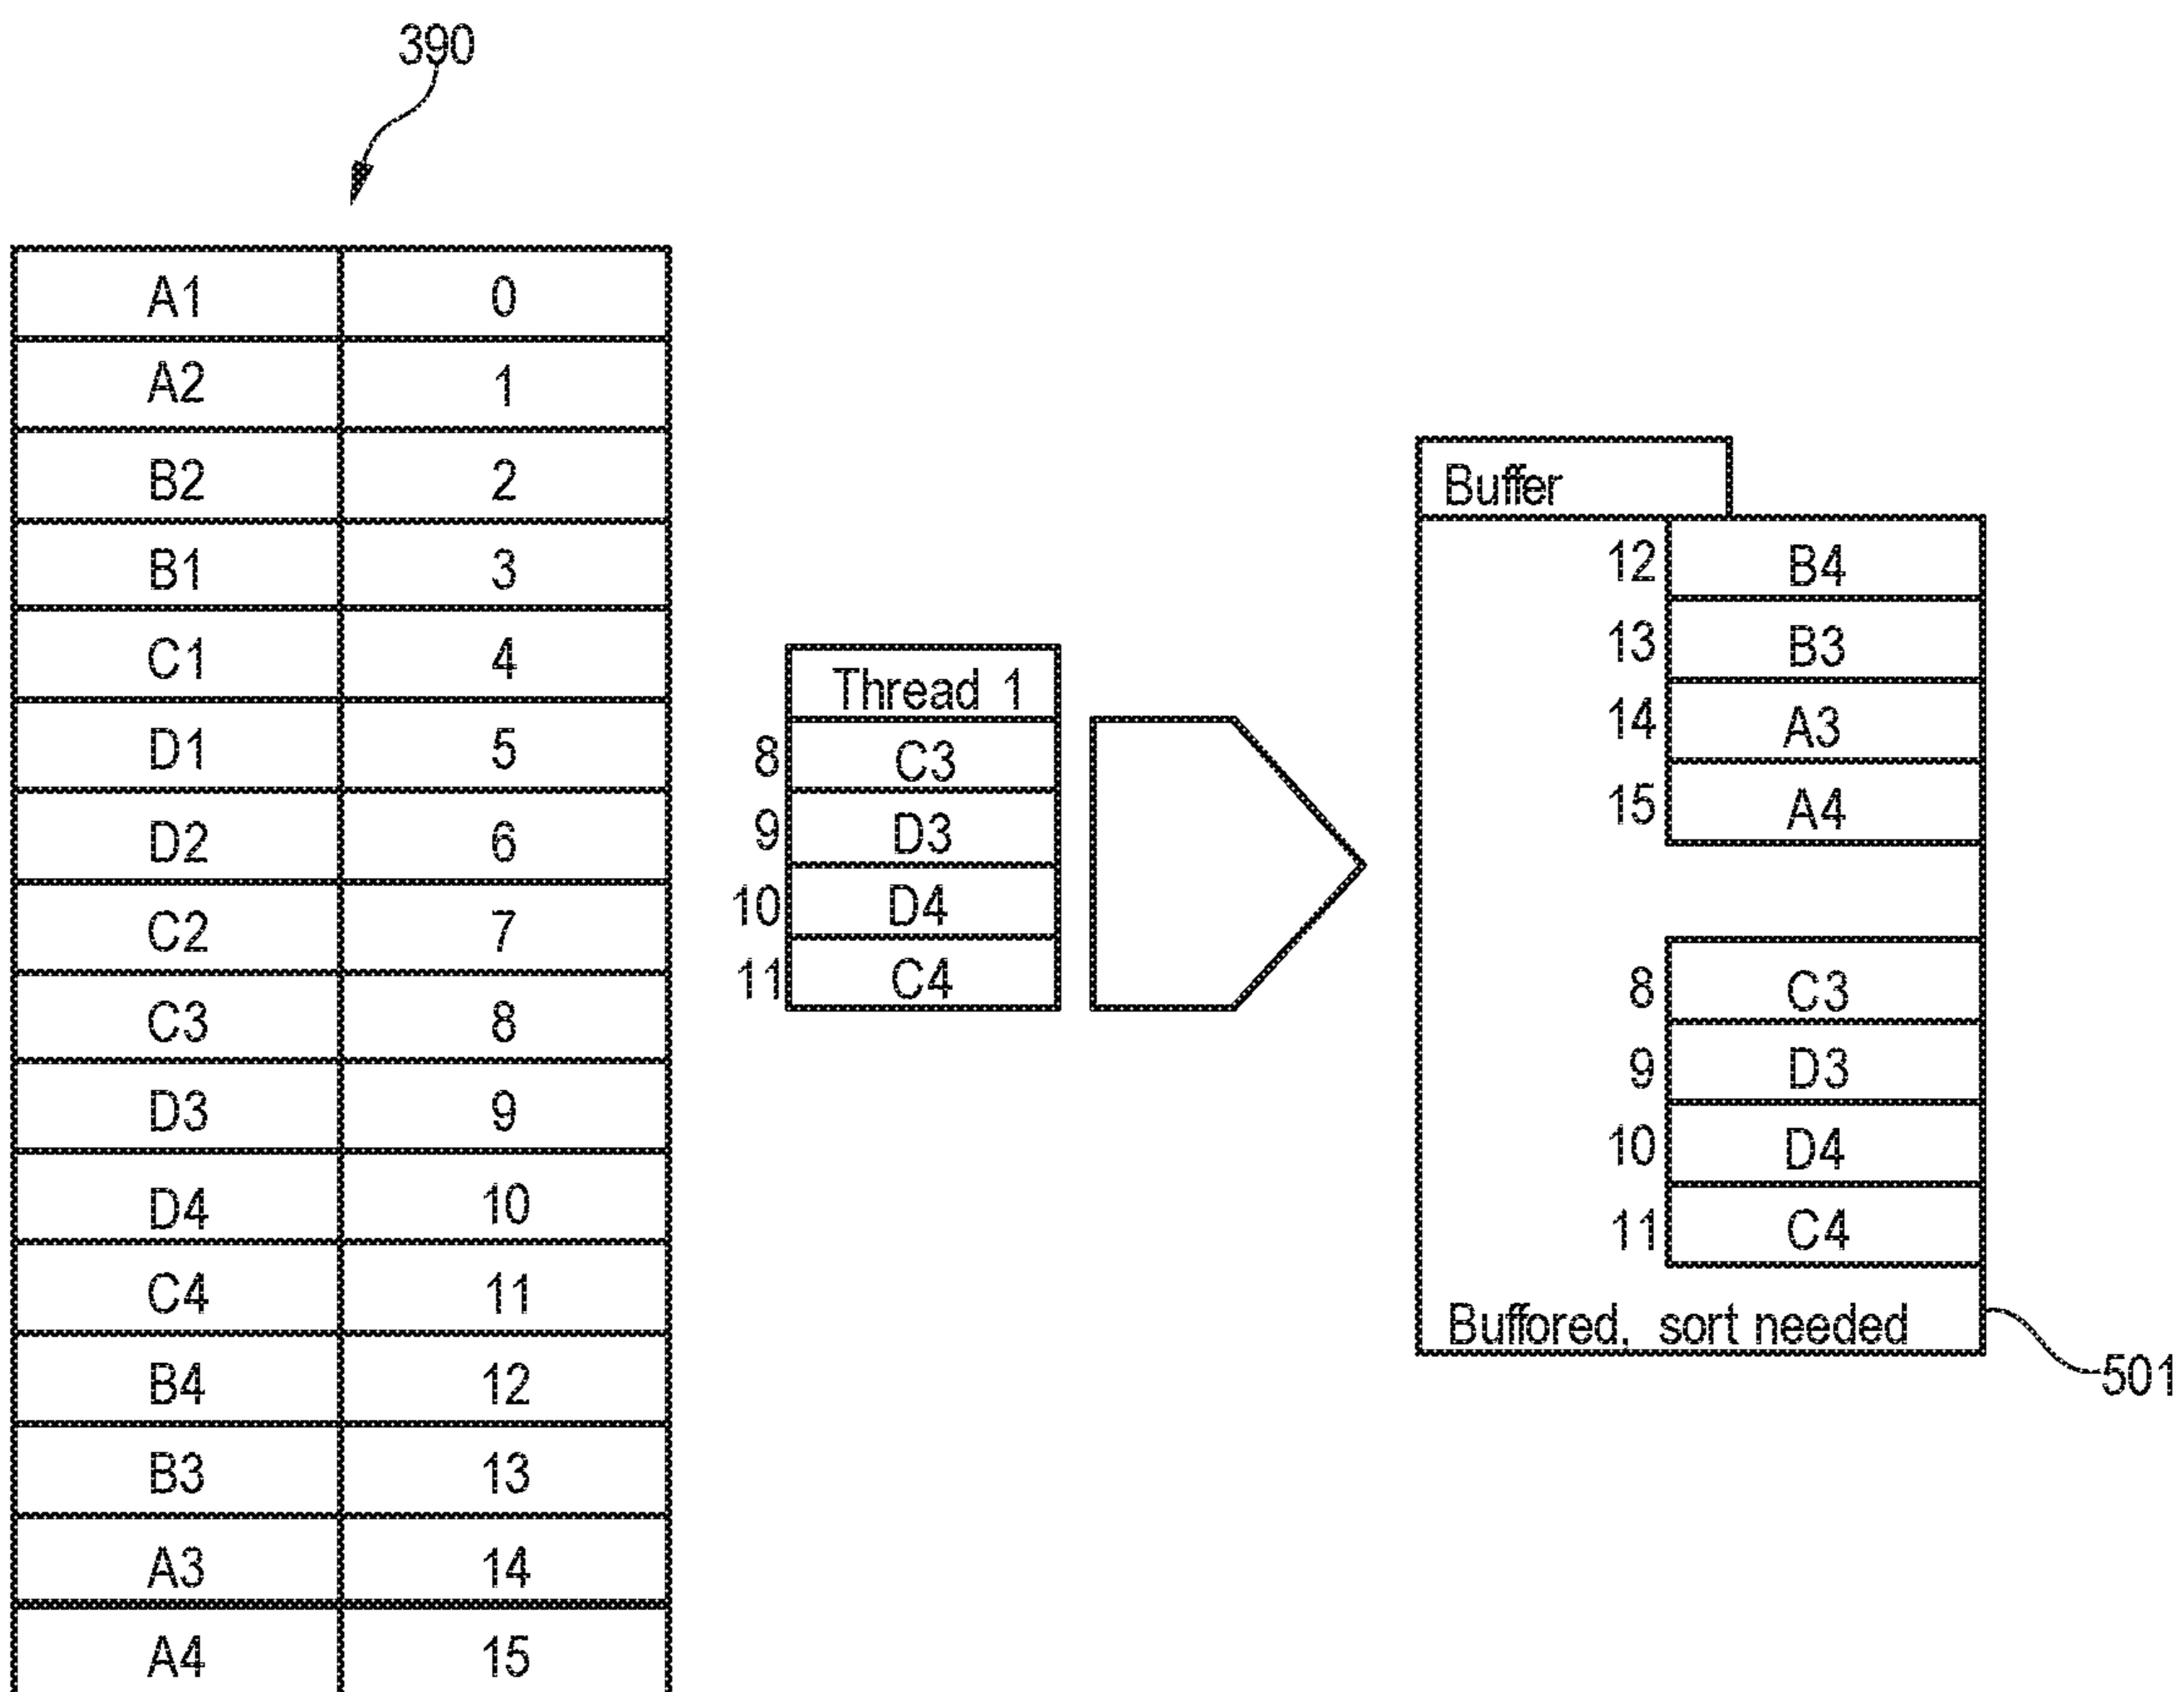 390
A1 0
A2 1
B2 2
B1 3
C1 4
D1 5
D2 6
C2 7
C3 8
D3 9
D4 10
C4 11
B4 12
B3 13
A3 14
A4 15
Thread 1
8 C3
9 D3
10 D4
11 C4
Buffer
12 B4
13 B3
14 A3
15 A4
8 C3
9 D3
10 D4
11 C4
Buffored, sort needed
501